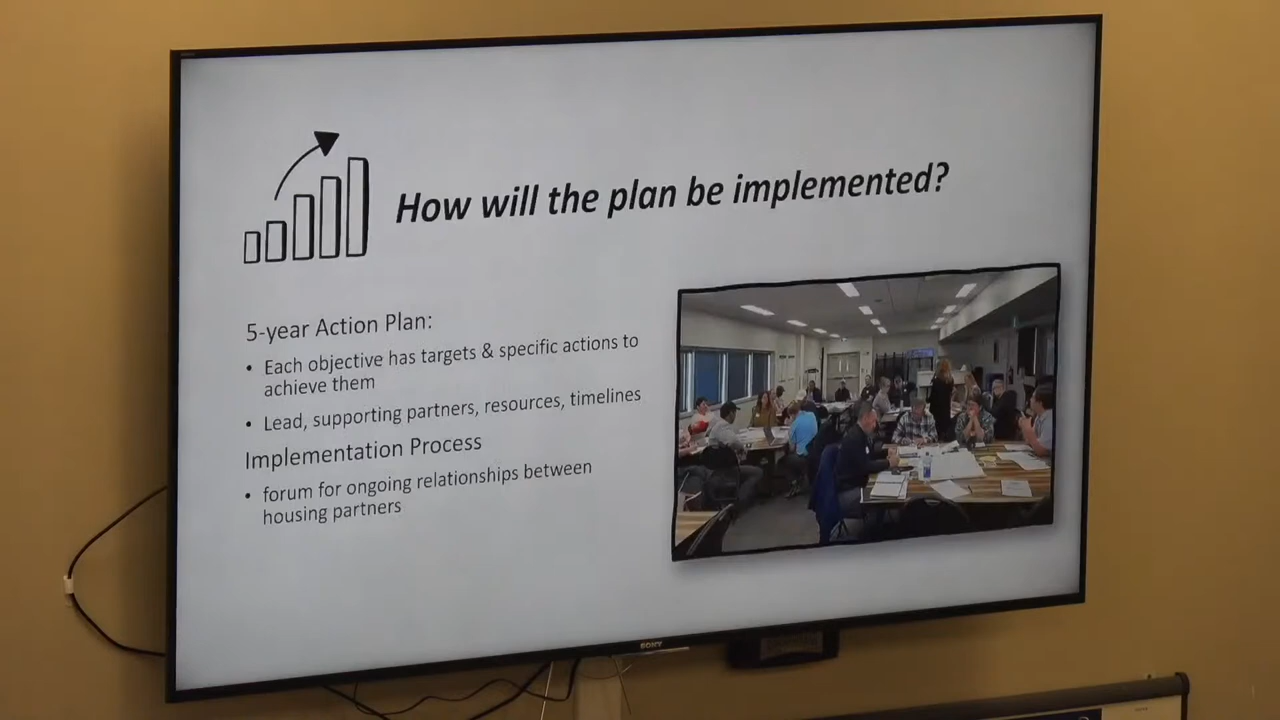 How will the plan be implemented?
5-year Action Plan:
• Each objective has targets & specific actions to
achieve them
• Lead, supporting partners, resources, timelines
Implementation Process
• forum for ongoing relationships between
housing partners
SONY